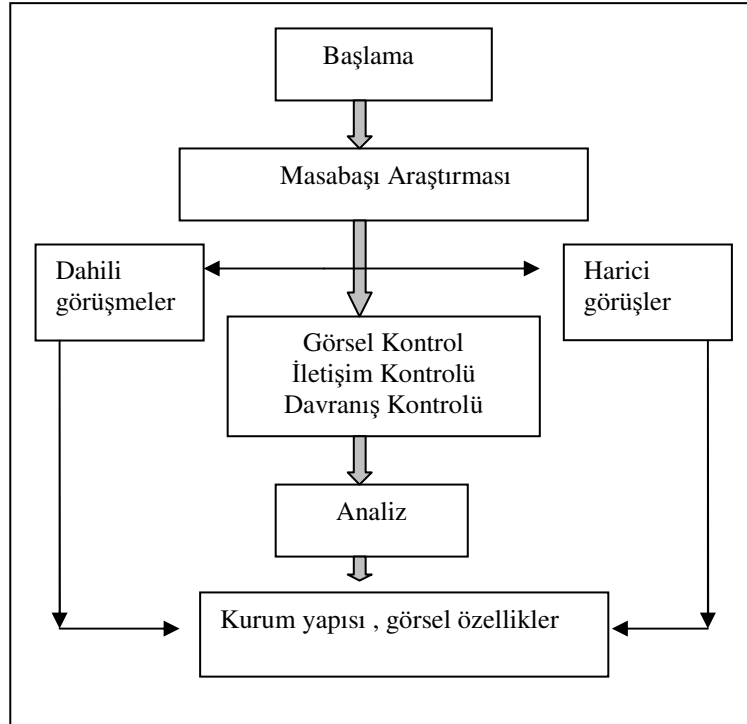 Başlama
Masabaşı Araştırması
Dahili
görüşmeler
Harici
görüşler
Görsel Kontrol
İletişim Kontrolü
Davranış Kontrolü
Analiz
Kurum yapısı , görsel özellikler